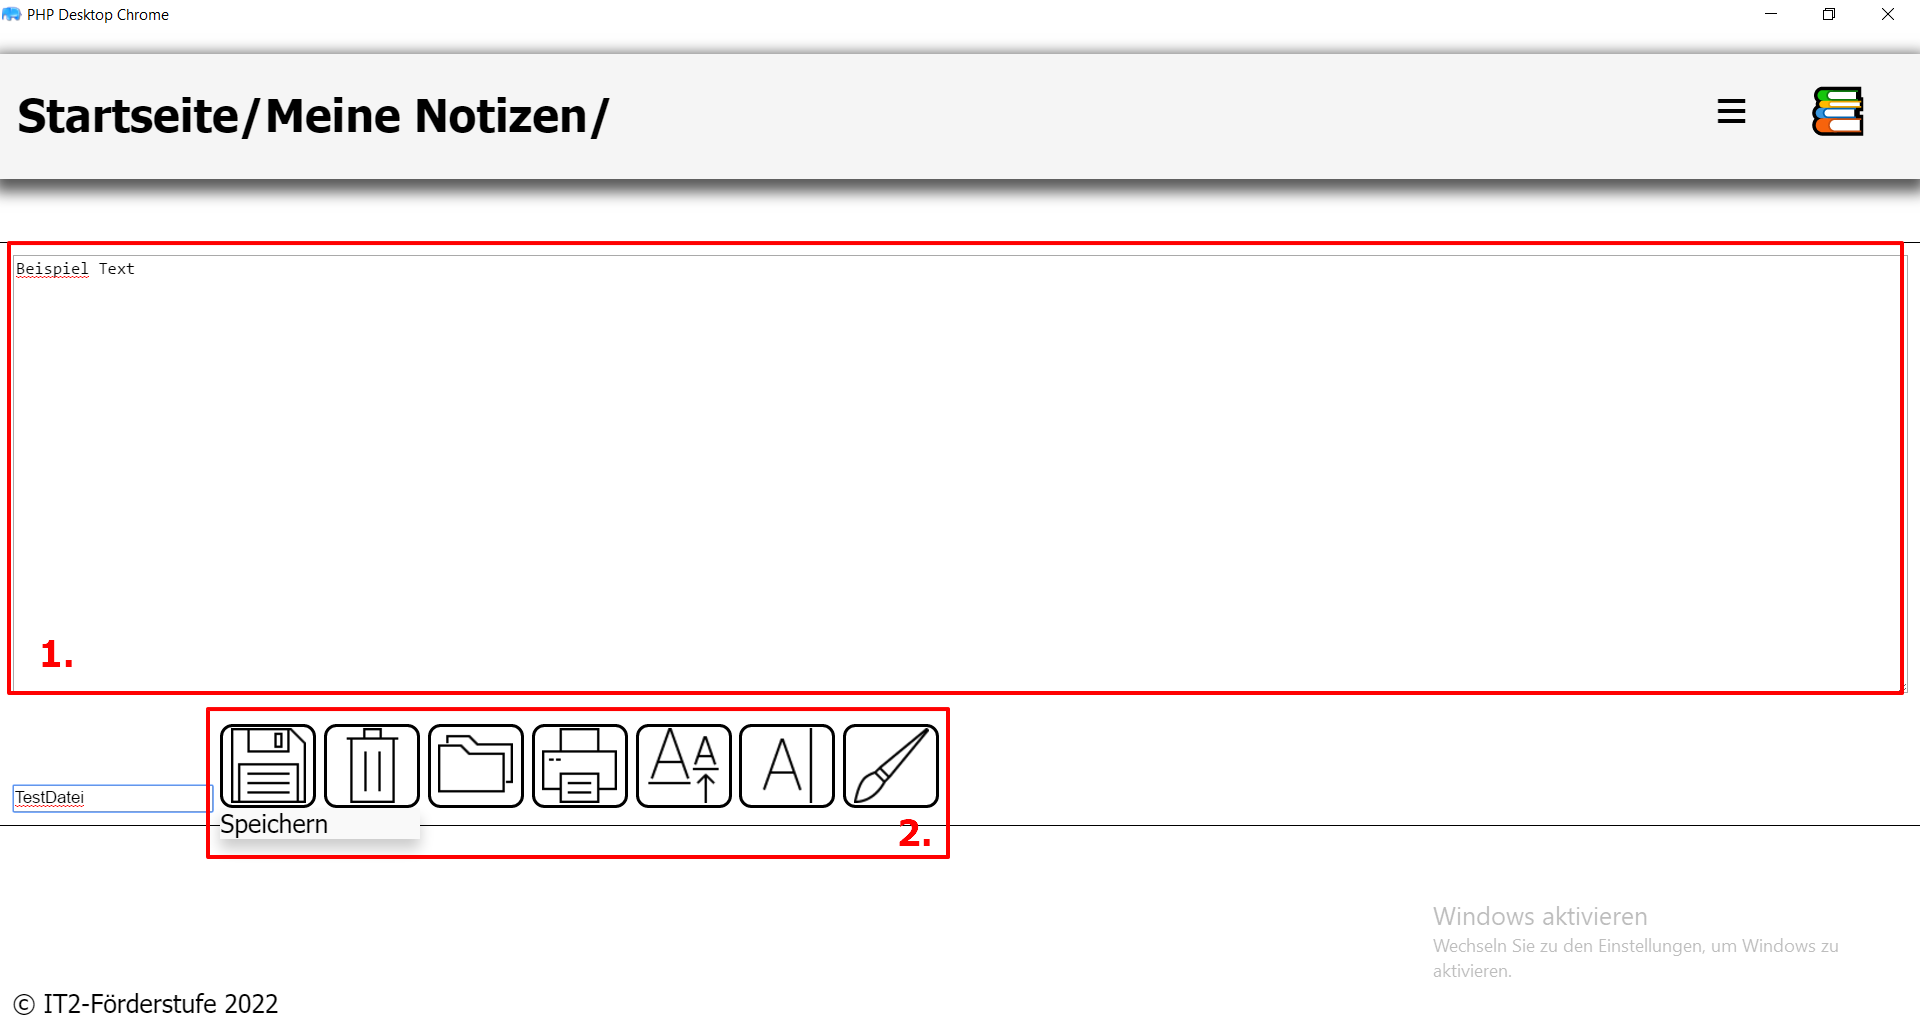 PHP Desktop Chrome
Startseite/Meine Notizen/
Beispiel Text
1.
TestDatei
Speichern
2.
Windows aktivieren
Wechseln Sie zu den Einstellungen, um Windows zu
aktivieren.
© IT2-Förderstufe 2022